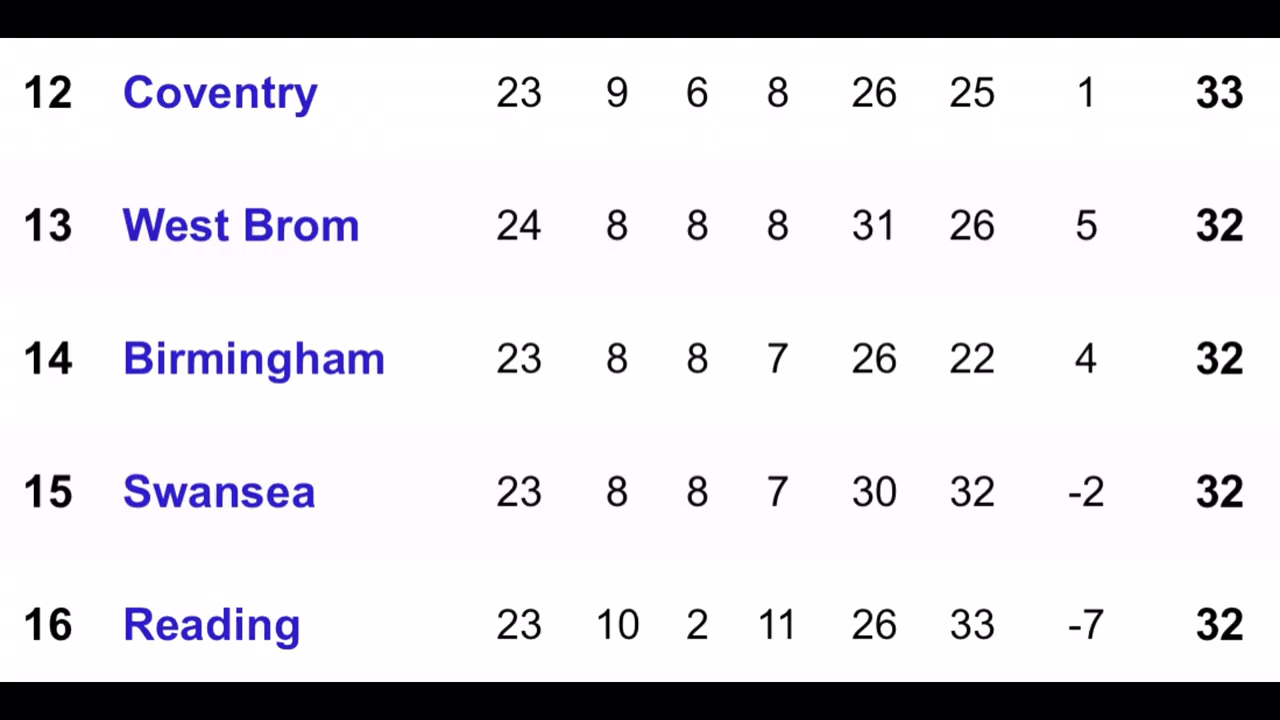 12 Coventry 23 9 6 8 26 25 1 33
13 West Brom 24 8 8 8 31 26 5 32
14 Birmingham 23 8 8 7 26 22 4 32
15 Swansea 23 8 8 7 30 32 -2 32
16 Reading 23 10 2 11 26 33 -7 32